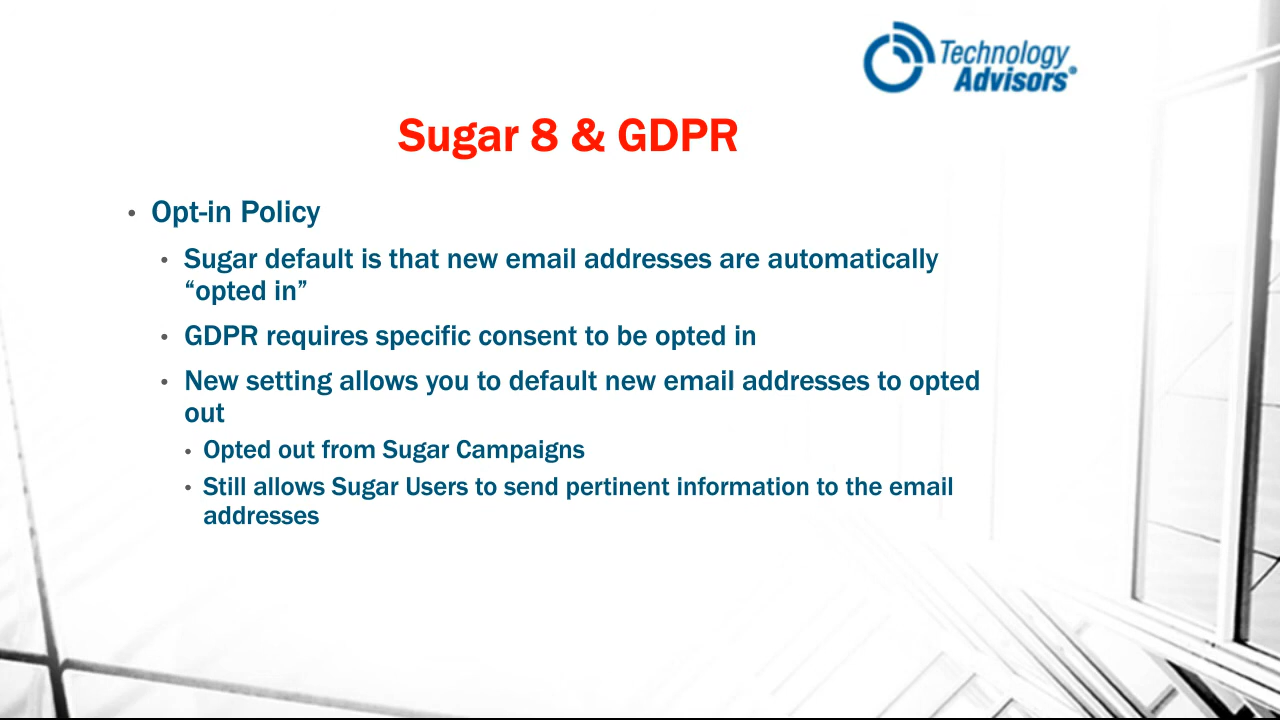 Technology
Advisors®
Sugar 8 & GDPR
• Opt-in Policy
• Sugar default is that new email addresses are automatically
“opted in”
• GDPR requires specific consent to be opted in
• New setting allows you to default new email addresses to opted
out
• Opted out from Sugar Campaigns
• Still allows Sugar Users to send pertinent information to the email
addresses